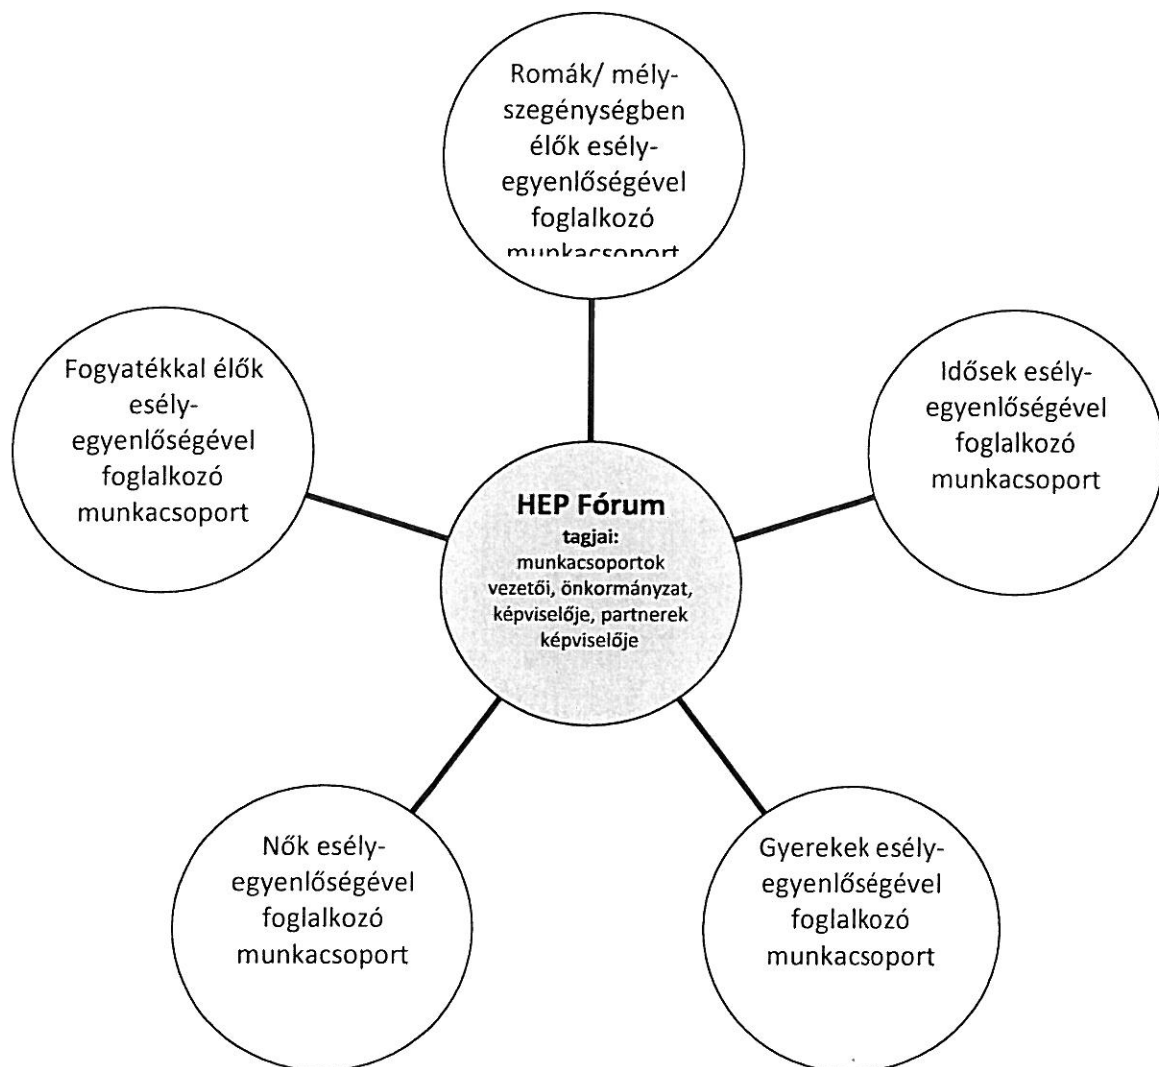 Romák/ mély-
szegénységben
élők esély-
egyenlőségével
foglalkozó
munkacsoport
Fogyatékkal élők
esély-
egyenlőségével
foglalkozó
munkacsoport
Idősek esély-
egyenlőségével
foglalkozó
munkacsoport
HEP Fórum
tagjai:
munkacsoportok
vezetői, önkormányzat,
képviselője, partnerek
képviselője
Nők esély-
egyenlőségével
foglalkozó
munkacsoport
Gyerekek esély-
egyenlőségével
foglalkozó
munkacsoport